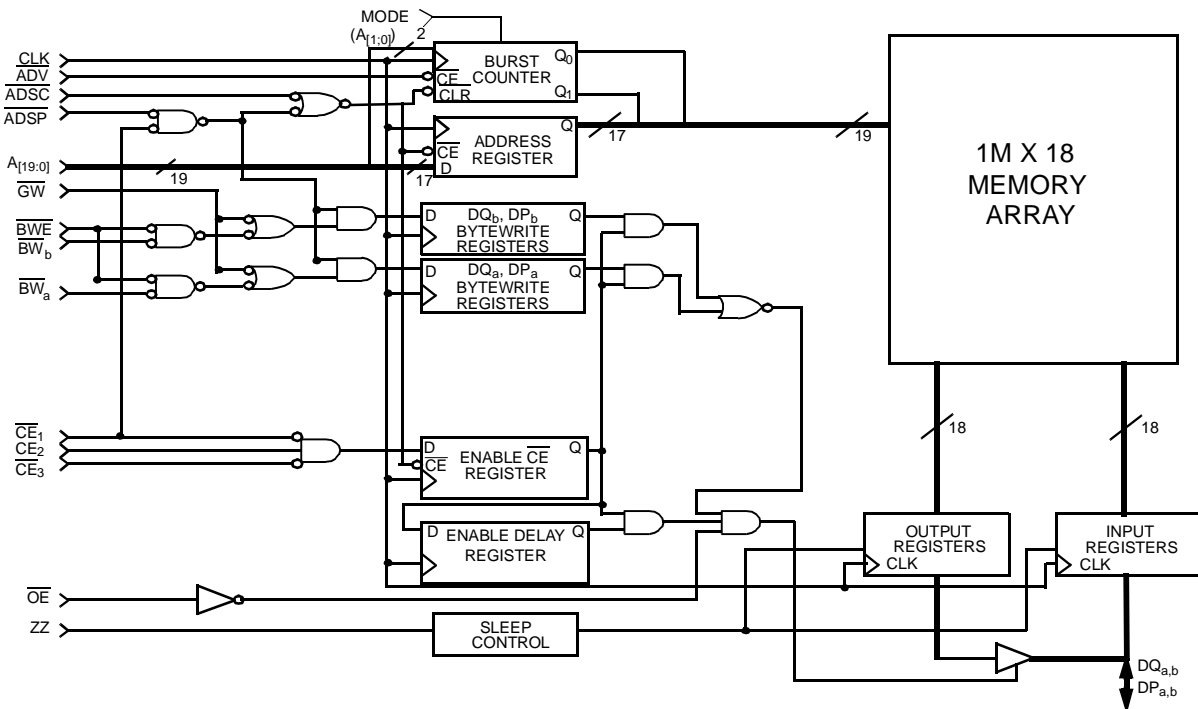 MODE
(A[1;0]) 2
CLK
ADV
ADSC
ADSP
A[19:0] 19
GW
BWE
BWb
BWa
CE1
CE2
CE3
OE
ZZ
BURST
COUNTER
CE
CLR
Q0
Q1
ADDRESS
REGISTER
CE
D
Q
17
17
19
1M X 18
MEMORY
ARRAY
D DQb, DPb Q
BYTEWRITE
REGISTERS
D DQa, DPa Q
BYTEWRITE
REGISTERS
D ENABLE CE Q
CE REGISTER
D ENABLE DELAY Q
REGISTER
SLEEP
CONTROL
18
18
OUTPUT
REGISTERS
CLK
INPUT
REGISTERS
CLK
DQa,b
DPa,b